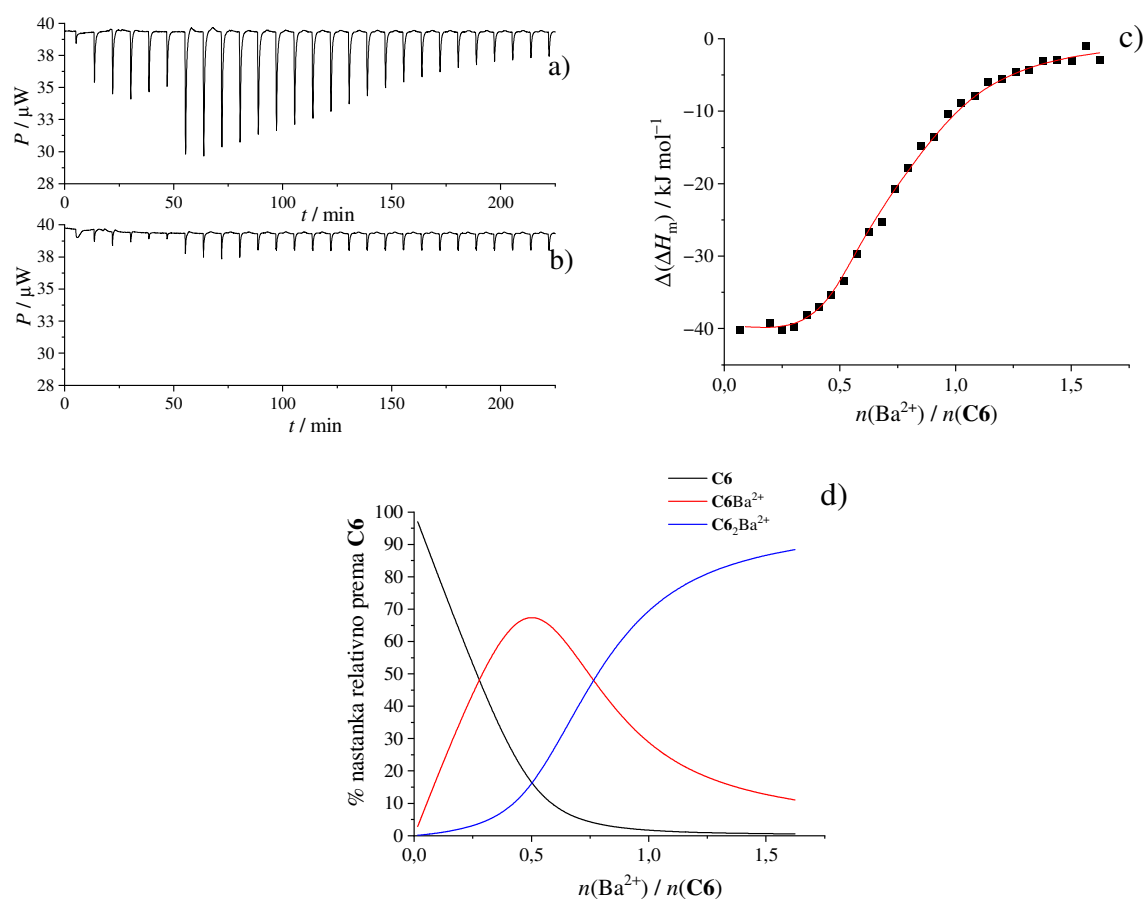 40
38
35
33
30
28
P / μW
a)
0 50 100 150 200
t / min
40
38
35
33
30
28
P / μW
b)
0 50 100 150 200
t / min
c)
0
−10
−20
−30
−40
Δ(ΔHₘ) / kJ mol⁻¹
0,0 0,5 1,0 1,5
n(Ba²⁺) / n(C6)
d)
C6
C6Ba²⁺
C6₂Ba²⁺
100
90
80
70
60
50
40
30
20
10
0
% nastanka relativno prema C6
0,0 0,5 1,0 1,5
n(Ba²⁺) / n(C6)